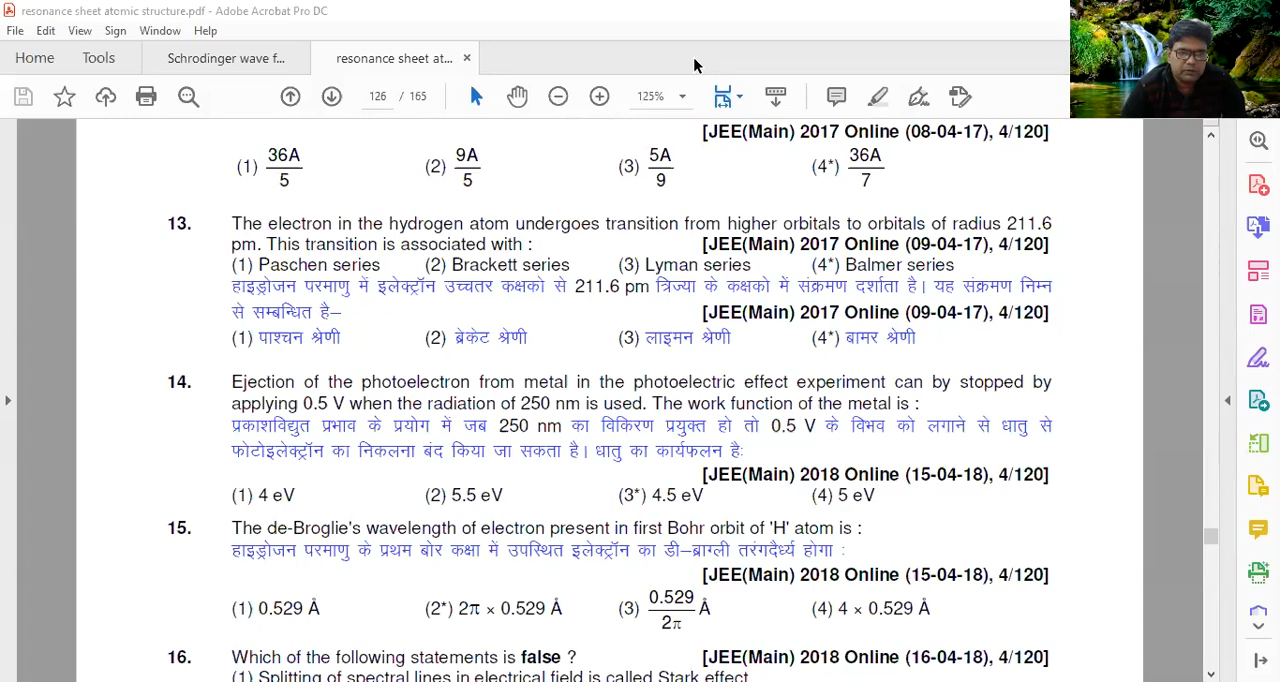 resonance sheet atomic structure.pdf - Adobe Acrobat Pro DC
File Edit View Sign Window Help
Home Tools Schrodinger wave f... resonance sheet at... ×
126 / 165 125%
[JEE(Main) 2017 Online (08-04-17), 4/120]
(1) 36A/5 (2) 9A/5 (3) 5A/9 (4*) 36A/7
13. The electron in the hydrogen atom undergoes transition from higher orbitals to orbitals of radius 211.6
pm. This transition is associated with : [JEE(Main) 2017 Online (09-04-17), 4/120]
(1) Paschen series (2) Brackett series (3) Lyman series (4*) Balmer series
हाइड्रोजन परमाणु में इलेक्ट्रॉन उच्चतर कक्षको से 211.6 pm त्रिज्या के कक्षको में संक्रमण दर्शाता है। यह संक्रमण निम्न
से सम्बन्धित है– [JEE(Main) 2017 Online (09-04-17), 4/120]
(1) पाश्चन श्रेणी (2) ब्रेकेट श्रेणी (3) लाइमन श्रेणी (4*) बामर श्रेणी
14. Ejection of the photoelectron from metal in the photoelectric effect experiment can by stopped by
applying 0.5 V when the radiation of 250 nm is used. The work function of the metal is :
प्रकाशविद्युत प्रभाव के प्रयोग में जब 250 nm का विकिरण प्रयुक्त हो तो 0.5 V के विभव को लगाने से धातु से
फोटोइलेक्ट्रॉन का निकलना बंद किया जा सकता है। धातु का कार्यफलन हैः
[JEE(Main) 2018 Online (15-04-18), 4/120]
(1) 4 eV (2) 5.5 eV (3*) 4.5 eV (4) 5 eV
15. The de-Broglie's wavelength of electron present in first Bohr orbit of 'H' atom is :
हाइड्रोजन परमाणु के प्रथम बोर कक्षा में उपस्थित इलेक्ट्रॉन का डी–ब्राग्ली तरंगदैर्ध्य होगा :
[JEE(Main) 2018 Online (15-04-18), 4/120]
(1) 0.529 Å (2*) 2π × 0.529 Å (3) 0.529/2π Å (4) 4 × 0.529 Å
16. Which of the following statements is false ? [JEE(Main) 2018 Online (16-04-18), 4/120]
(1) Splitting of spectral lines in electrical field is called Stark effect